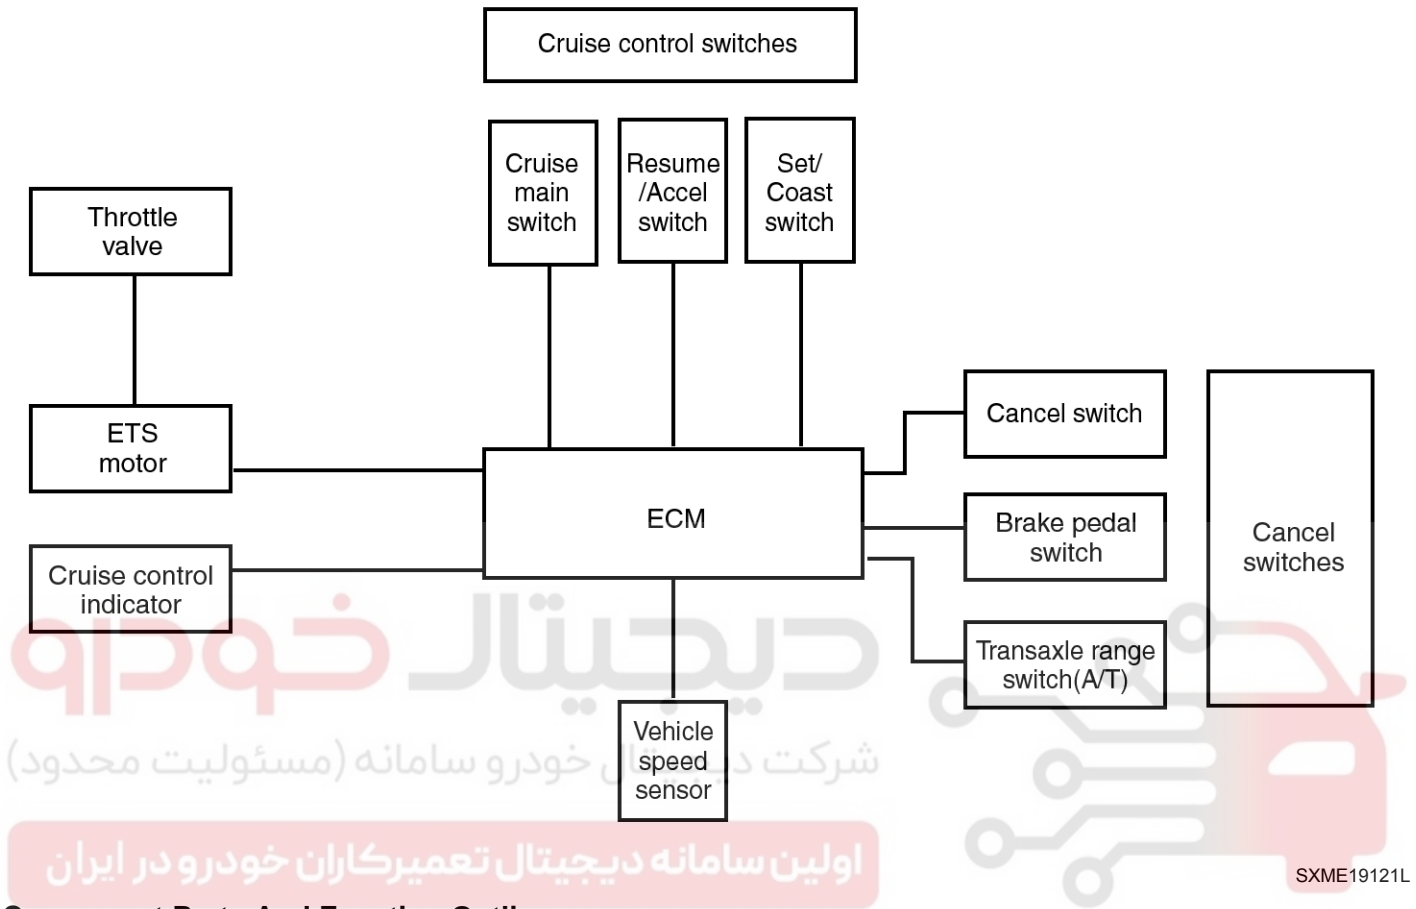 Cruise control switches
Cruise
main
switch
Resume
/Accel
switch
Set/
Coast
switch
Throttle
valve
ETS
motor
Cancel switch
ECM
Brake pedal
switch
Cancel
switches
Cruise control
indicator
Transaxle range
switch(A/T)
Vehicle
speed
sensor
دیجیتال خودرو
شرکت دیجیتال خودرو سامانه (مسئولیت محدود)
اولین سامانه دیجیتال تعمیرکاران خودرو در ایران
SXME19121L